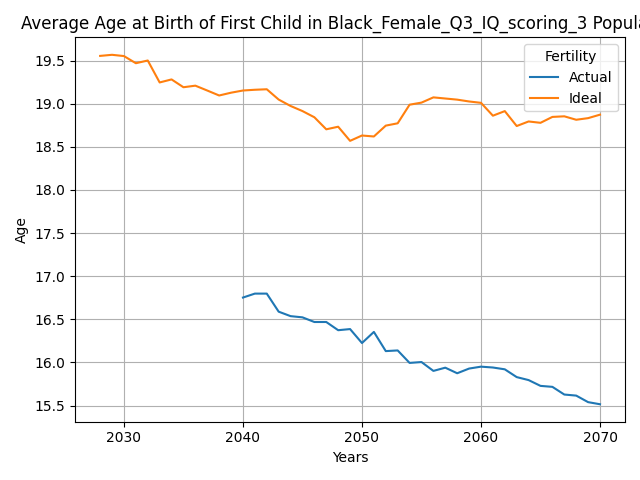 Average Age at Birth of First Child in Black_Female_Q3_IQ_scoring_3 Popula
Fertility
Actual
Ideal
19.5
19.0
18.5
18.0
17.5
17.0
16.5
16.0
15.5
Age
2030 2040 2050 2060 2070
Years